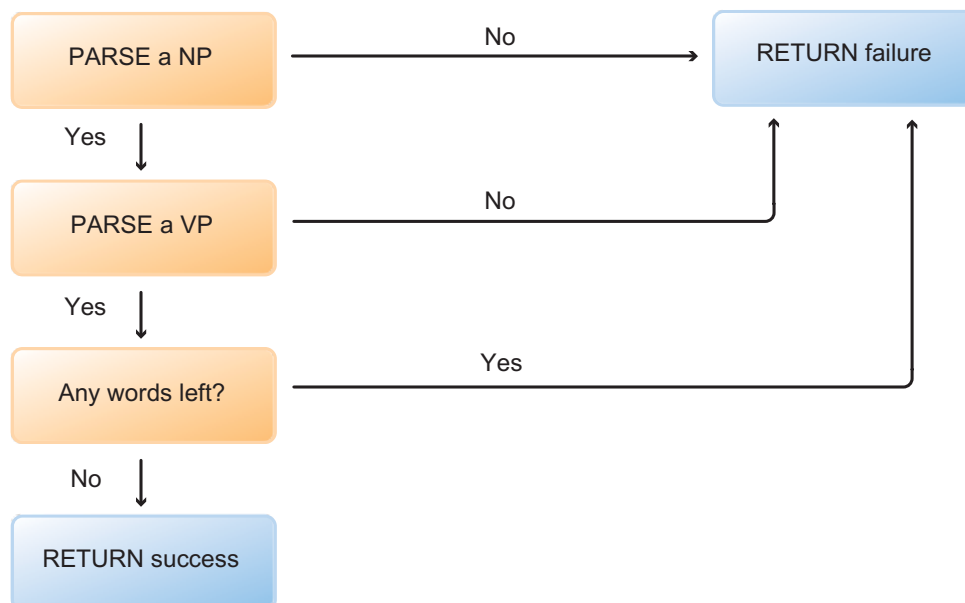 PARSE a NP
No
RETURN failure
Yes
PARSE a VP
No
Yes
Any words left?
Yes
No
RETURN success